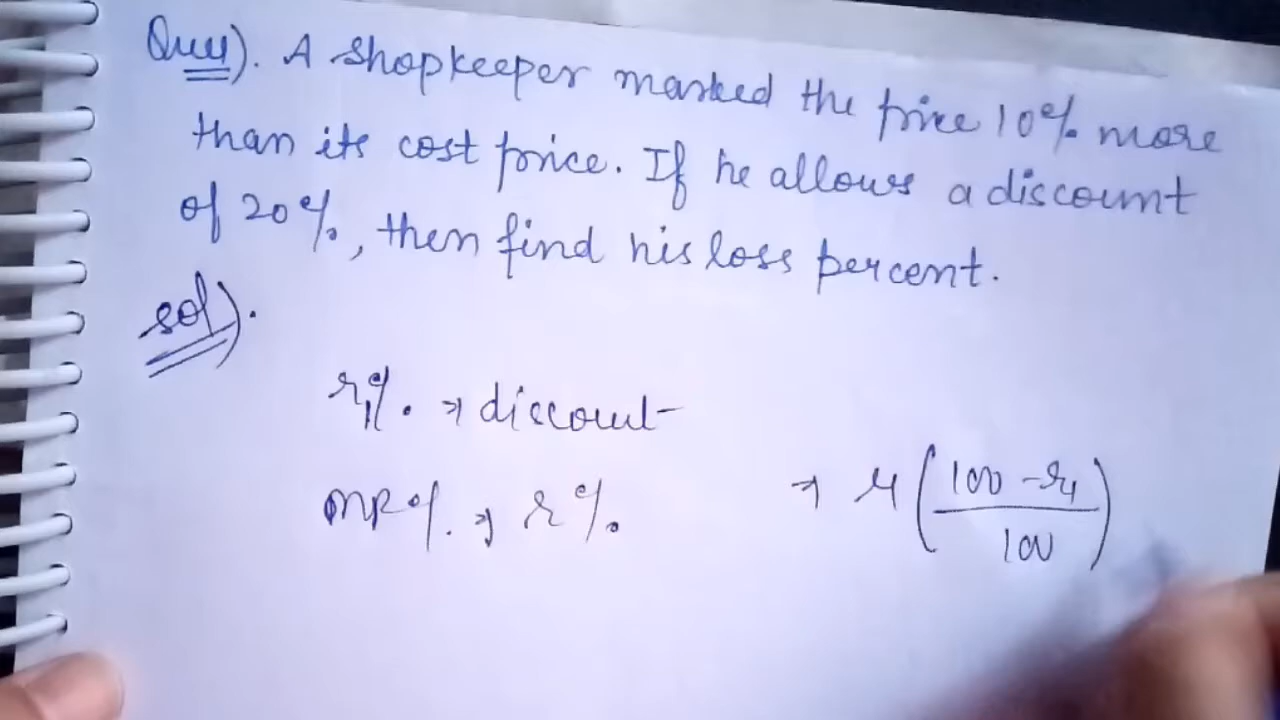 Ques). A shopkeeper marked the price 10% more
than its cost price. If he allows a discount
of 20%, then find his loss percent.
sol).
r₁% → discount
MP% → r%
→ r(100 - r₁ / 100)